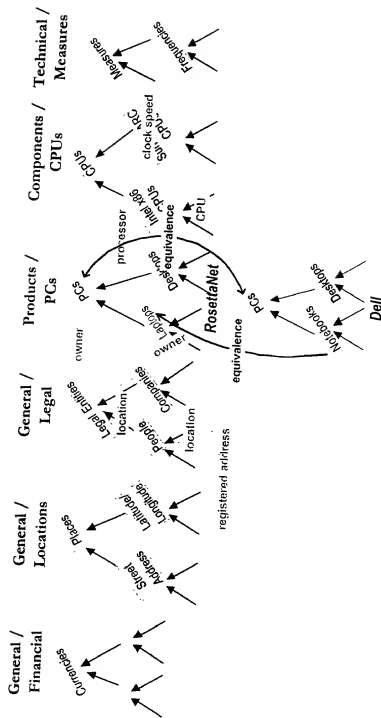 General /
Financial
General /
Locations
General /
Legal
Products /
PCs
Components /
CPUs
Technical /
Measures
Currencies
Places
Street
Address
Latitude/
Longitude
Legal Entities
location
People
Companies
location
registered address
owner
owner
PCs
Laptops
Desktops
processor
equivalence
RosettaNet
equivalence
PCs
Notebooks
Desktops
Dell
CPUs
Intel x86
CPUs
CPU
clock speed
CPUs
Measures
Frequencies